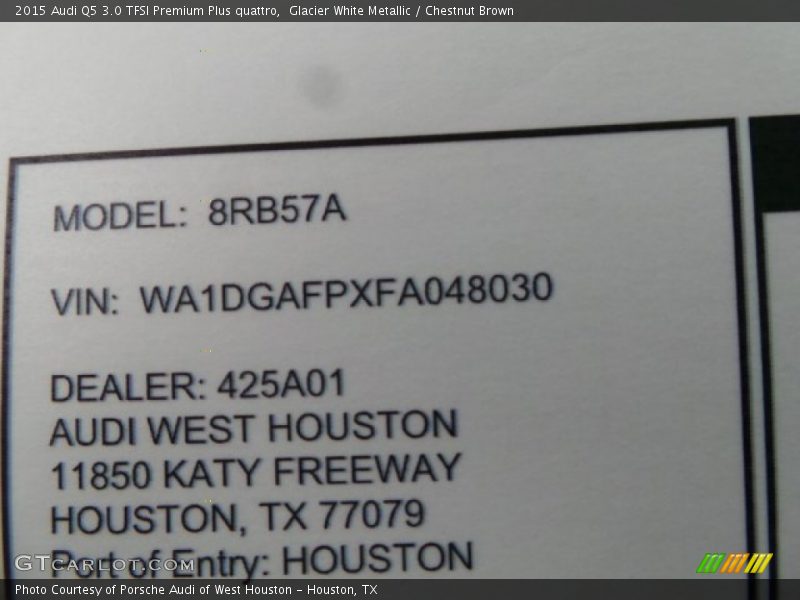 2015 Audi Q5 3.0 TFSI Premium Plus quattro,  Glacier White Metallic / Chestnut Brown
MODEL: 8RB57A
VIN: WA1DGAFPXFA048030
DEALER: 425A01
AUDI WEST HOUSTON
11850 KATY FREEWAY
HOUSTON, TX 77079
Port of Entry: HOUSTON
GTCARLOT.COM
Photo Courtesy of Porsche Audi of West Houston - Houston, TX